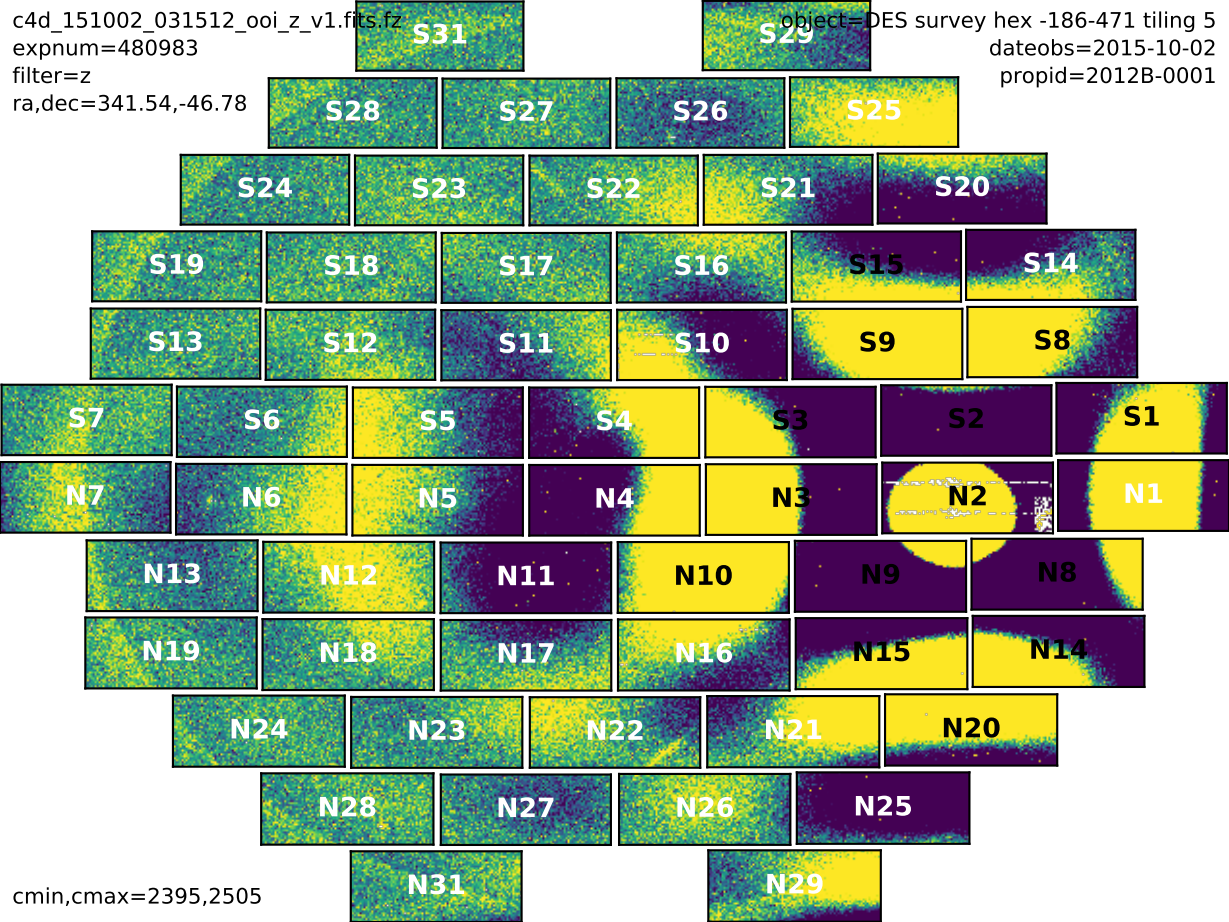 c4d_151002_031512_ooi_z_v1.fits.fz
object=DES survey hex -186-471 tiling 5
expnum=480983
dateobs=2015-10-02
filter=z
propid=2012B-0001
ra,dec=341.54,-46.78
S31 S29
S28 S27 S26 S25
S24 S23 S22 S21 S20
S19 S18 S17 S16 S15 S14
S13 S12 S11 S10 S9 S8
S7 S6 S5 S4 S3 S2 S1
N7 N6 N5 N4 N3 N2 N1
N13 N12 N11 N10 N9 N8
N19 N18 N17 N16 N15 N14
N24 N23 N22 N21 N20
N28 N27 N26 N25
N31 N29
cmin,cmax=2395,2505